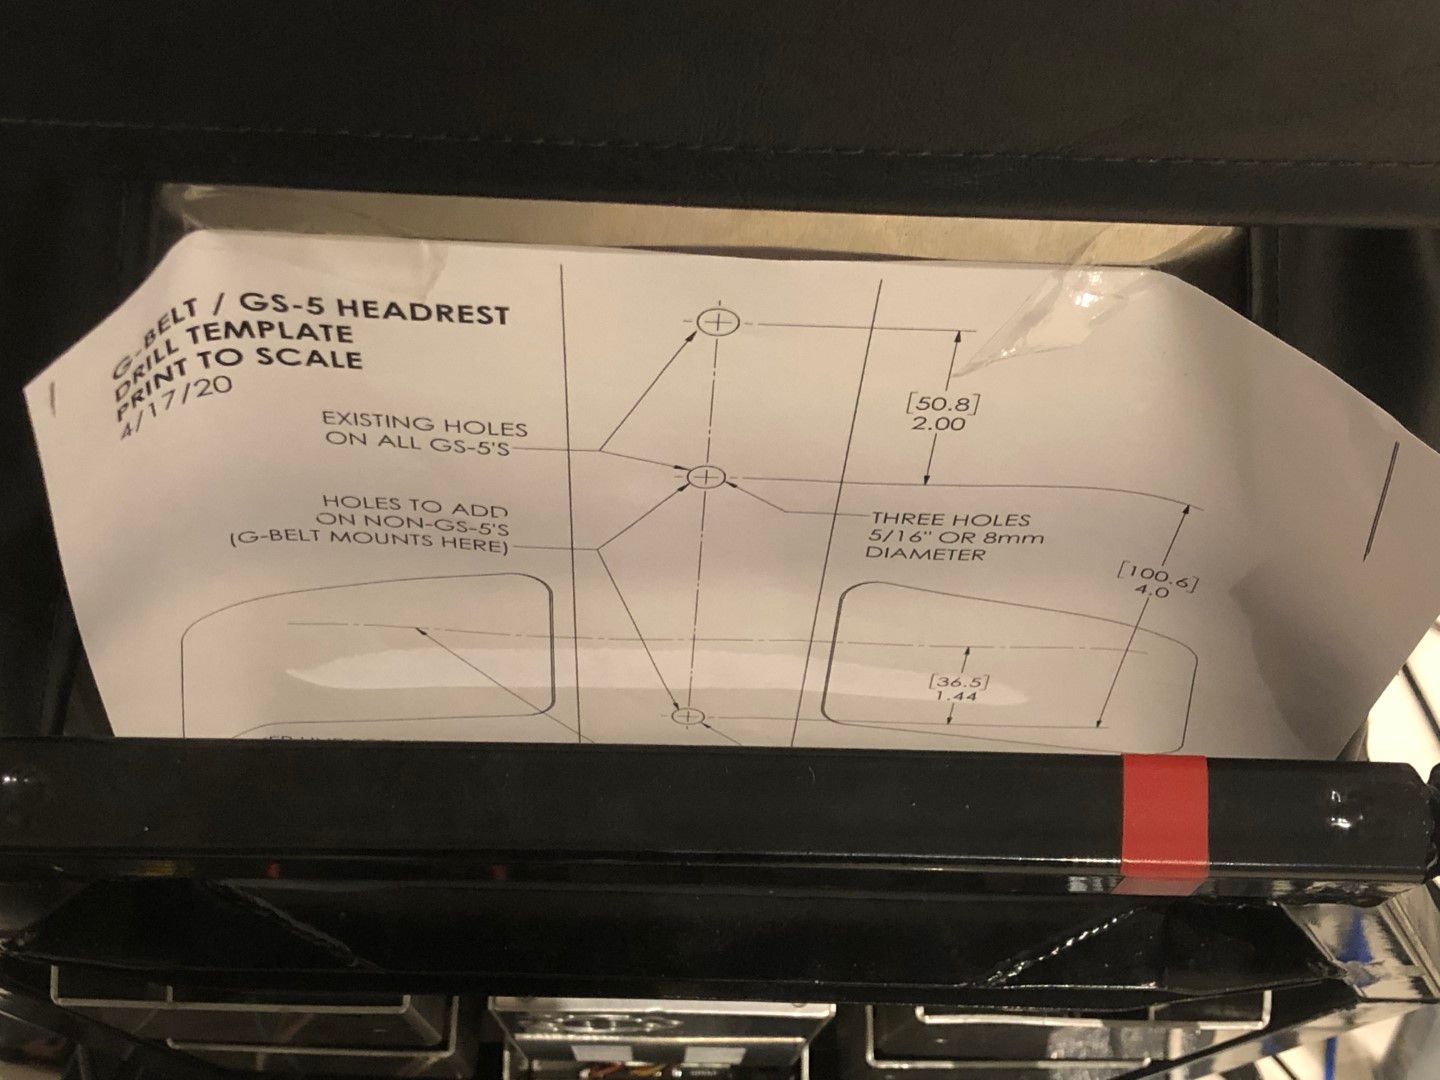 G-BELT / GS-5 HEADREST
DRILL TEMPLATE
PRINT TO SCALE
4/17/20
EXISTING HOLES
ON ALL GS-5'S
[50.8]
2.00
HOLES TO ADD
ON NON-GS-5'S
(G-BELT MOUNTS HERE)
THREE HOLES
5/16" OR 8mm
DIAMETER
[100.6]
4.0
[36.5]
1.44